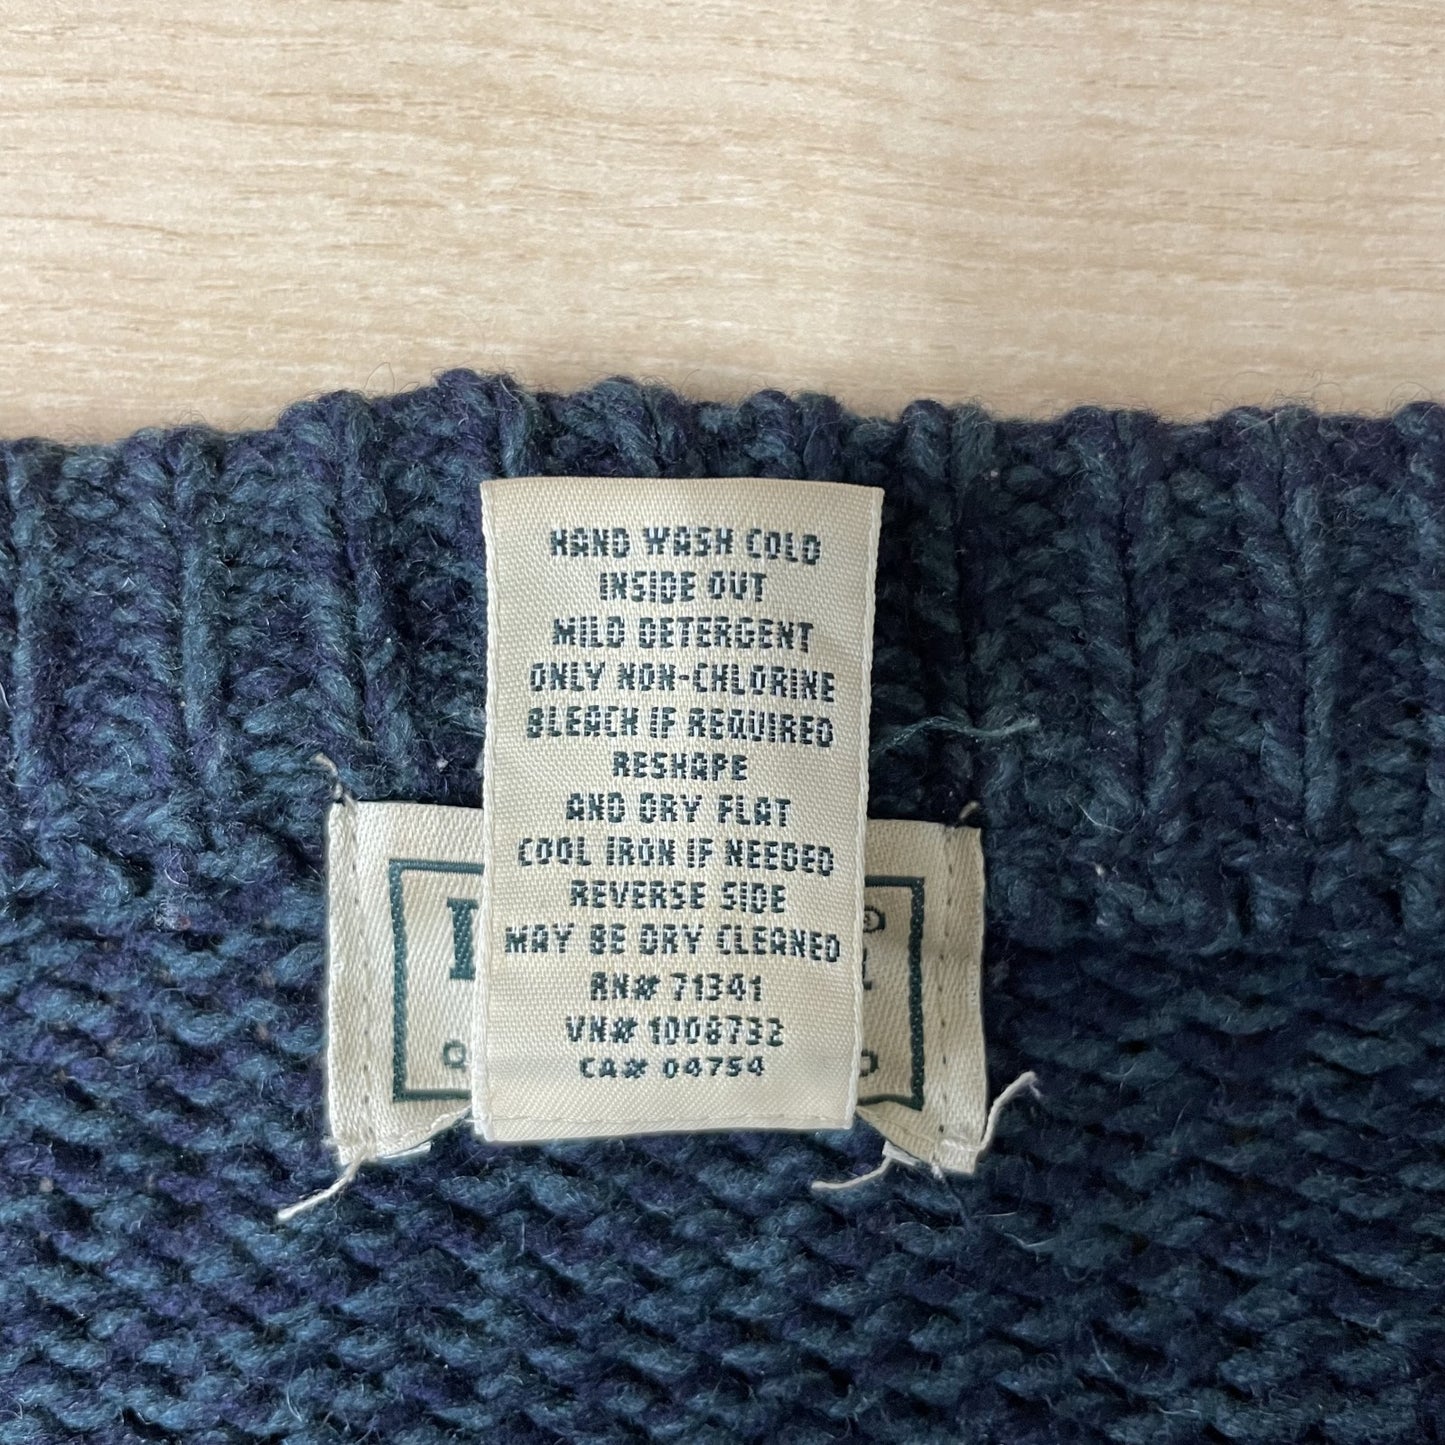 HAND WASH COLD
INSIDE OUT
MILD DETERGENT
ONLY NON-CHLORINE
BLEACH IF REQUIRED
RESHAPE
AND DRY FLAT
COOL IRON IF NEEDED
REVERSE SIDE
MAY BE DRY CLEANED
RN# 71341
VN# 1008732
CA# 04754